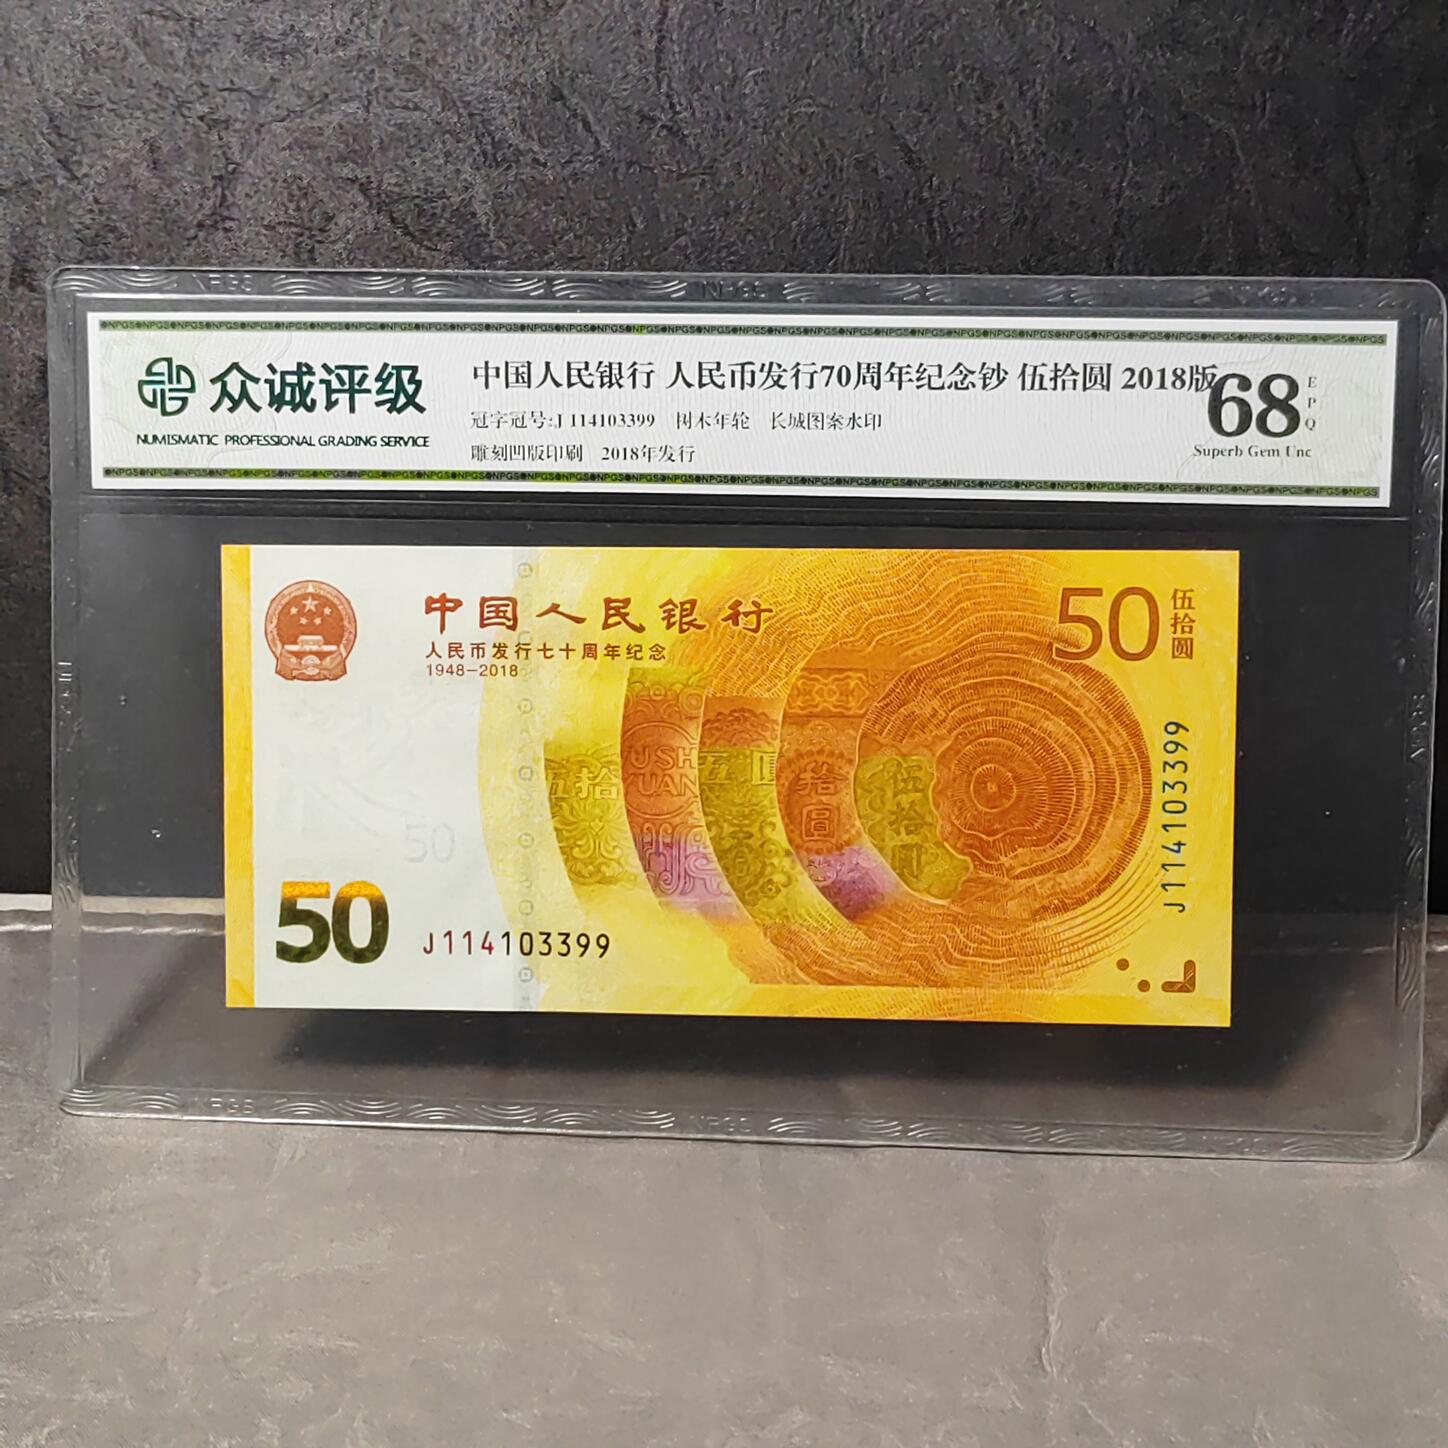 众诚评级
NUMISMATIC PROFESSIONAL GRADING SERVICE
中国人民银行 人民币发行70周年纪念钞 伍拾圆 2018版
冠字冠号:J 114103399 树木年轮 长城图案水印
雕刻凹版印刷 2018年发行
68
EPQ
Superb Gem Unc
中国人民银行
人民币发行七十周年纪念
1948-2018
50
伍拾圆
伍拾
WU SHI
YUAN
五圆
拾圆
伍拾圆
50
50
J114103399
J114103399